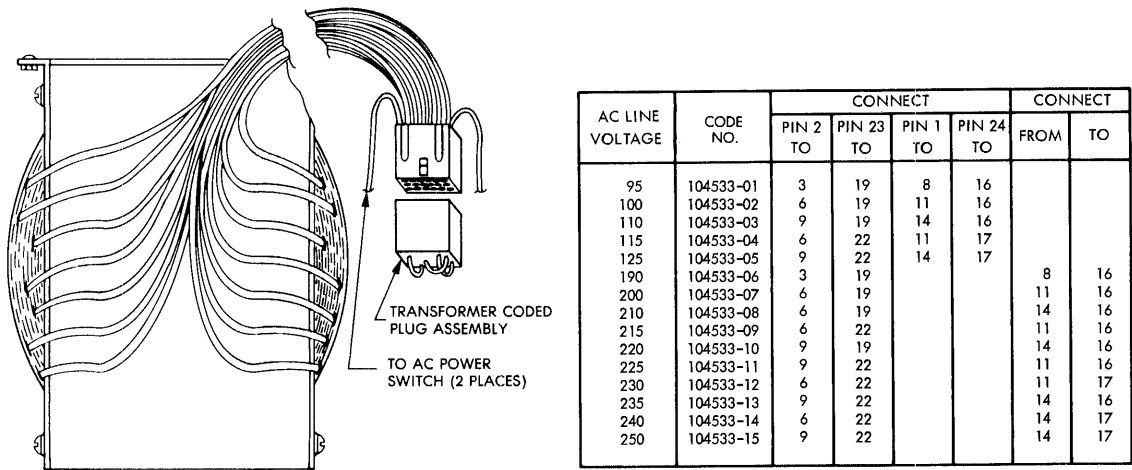 TRANSFORMER CODED
PLUG ASSEMBLY
TO AC POWER
SWITCH (2 PLACES)
AC LINE VOLTAGE CODE NO. CONNECT CONNECT
PIN 2 TO PIN 23 TO PIN 1 TO PIN 24 TO FROM TO
95 104533-01 3 19 8 16
100 104533-02 6 19 11 16
110 104533-03 9 19 14 16
115 104533-04 6 22 11 17
125 104533-05 9 22 14 17
190 104533-06 3 19 8 16
200 104533-07 6 19 11 16
210 104533-08 6 19 14 16
215 104533-09 6 22 11 16
220 104533-10 9 19 14 16
225 104533-11 9 22 11 16
230 104533-12 6 22 11 17
235 104533-13 9 22 14 16
240 104533-14 6 22 14 17
250 104533-15 9 22 14 17